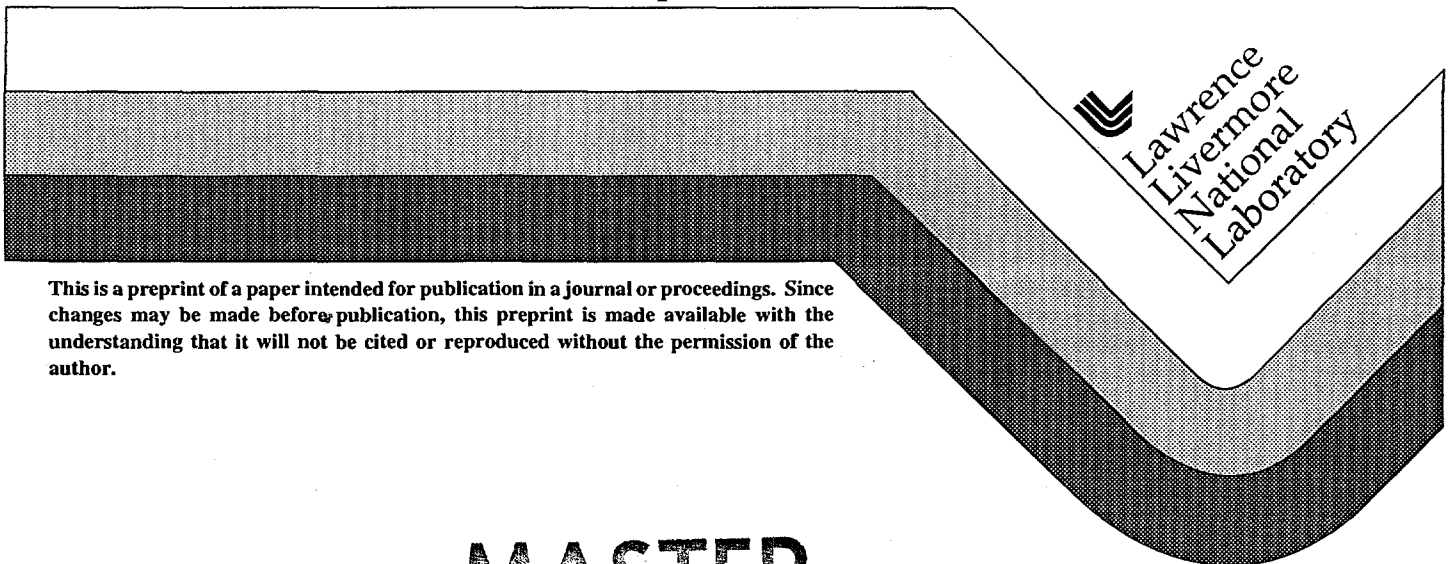 Lawrence
Livermore
National
Laboratory
This is a preprint of a paper intended for publication in a journal or proceedings. Since
changes may be made before publication, this preprint is made available with the
understanding that it will not be cited or reproduced without the permission of the
author.
MASTER